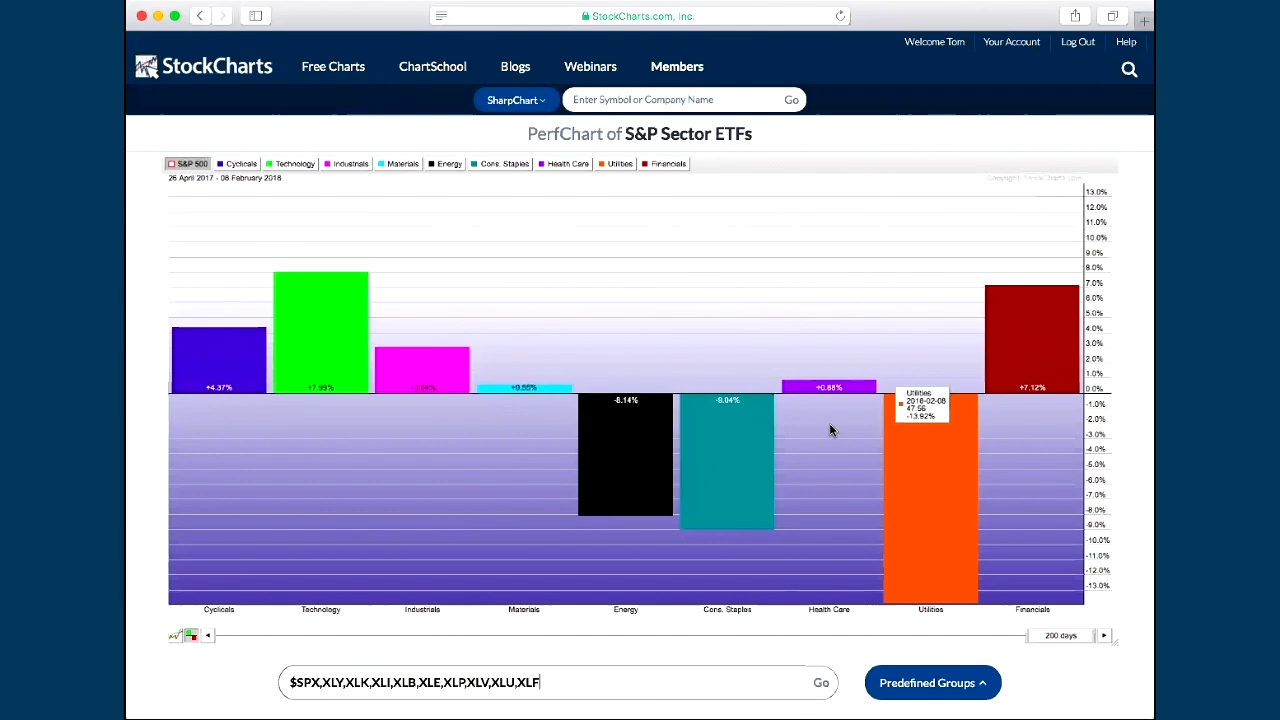 StockCharts.com, Inc.
Welcome Tom Your Account Log Out Help
StockCharts Free Charts ChartSchool Blogs Webinars Members
SharpChart Enter Symbol or Company Name Go
PerfChart of S&P Sector ETFs
S&P 500 Cyclicals Technology Industrials Materials Energy Cons. Staples Health Care Utilities Financials
26 April 2017 - 08 February 2018
13.0%
12.0%
11.0%
10.0%
9.0%
8.0%
7.0%
6.0%
5.0%
4.0%
3.0%
2.0%
1.0%
0.0%
-1.0%
-2.0%
-3.0%
-4.0%
-5.0%
-6.0%
-7.0%
-8.0%
-9.0%
-10.0%
-11.0%
-12.0%
-13.0%
+4.37% +7.99% +0.55% -8.14% -9.04% +0.88% +7.12%
Utilities
2018-02-08
47.56
-13.92%
Cyclicals Technology Industrials Materials Energy Cons. Staples Health Care Utilities Financials
200 days
$SPX,XLY,XLK,XLI,XLB,XLE,XLP,XLV,XLU,XLF Go
Predefined Groups